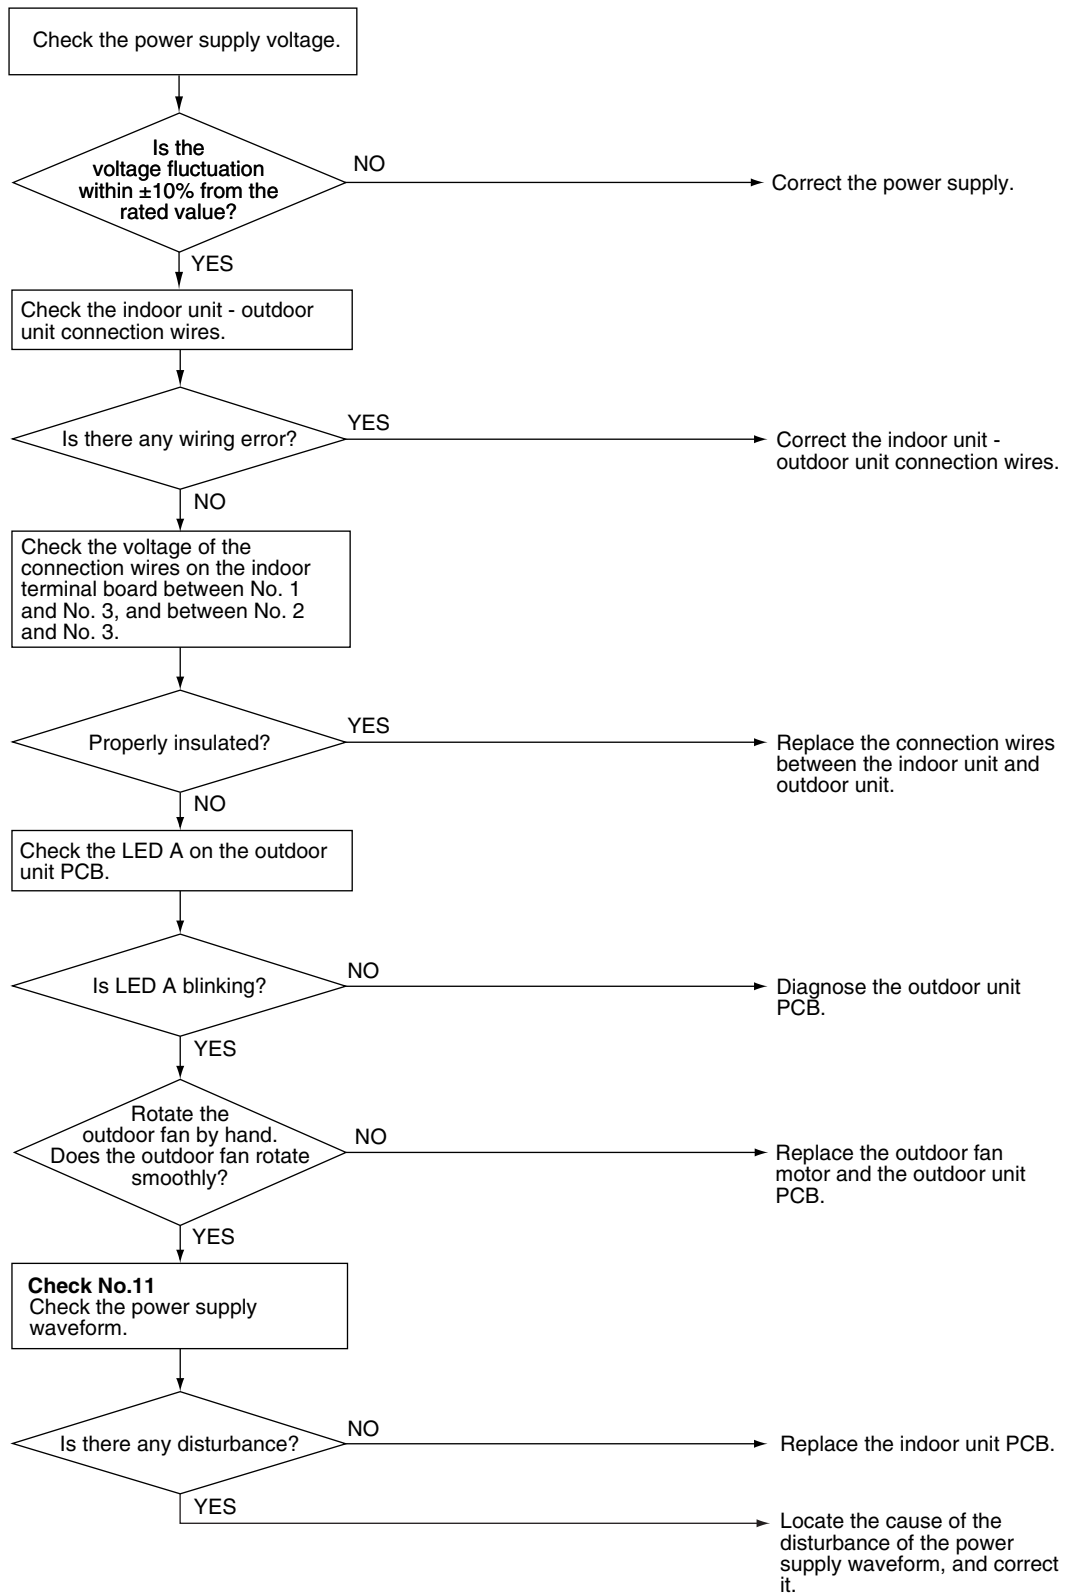 Check the power supply voltage.
Is the
voltage fluctuation
within ±10% from the
rated value?
NO
Correct the power supply.
YES
Check the indoor unit - outdoor
unit connection wires.
Is there any wiring error?
YES
Correct the indoor unit -
outdoor unit connection wires.
NO
Check the voltage of the
connection wires on the indoor
terminal board between No. 1
and No. 3, and between No. 2
and No. 3.
Properly insulated?
YES
Replace the connection wires
between the indoor unit and
outdoor unit.
NO
Check the LED A on the outdoor
unit PCB.
Is LED A blinking?
NO
Diagnose the outdoor unit
PCB.
YES
Rotate the
outdoor fan by hand.
Does the outdoor fan rotate
smoothly?
NO
Replace the outdoor fan
motor and the outdoor unit
PCB.
YES
Check No.11
Check the power supply
waveform.
Is there any disturbance?
NO
Replace the indoor unit PCB.
YES
Locate the cause of the
disturbance of the power
supply waveform, and correct
it.